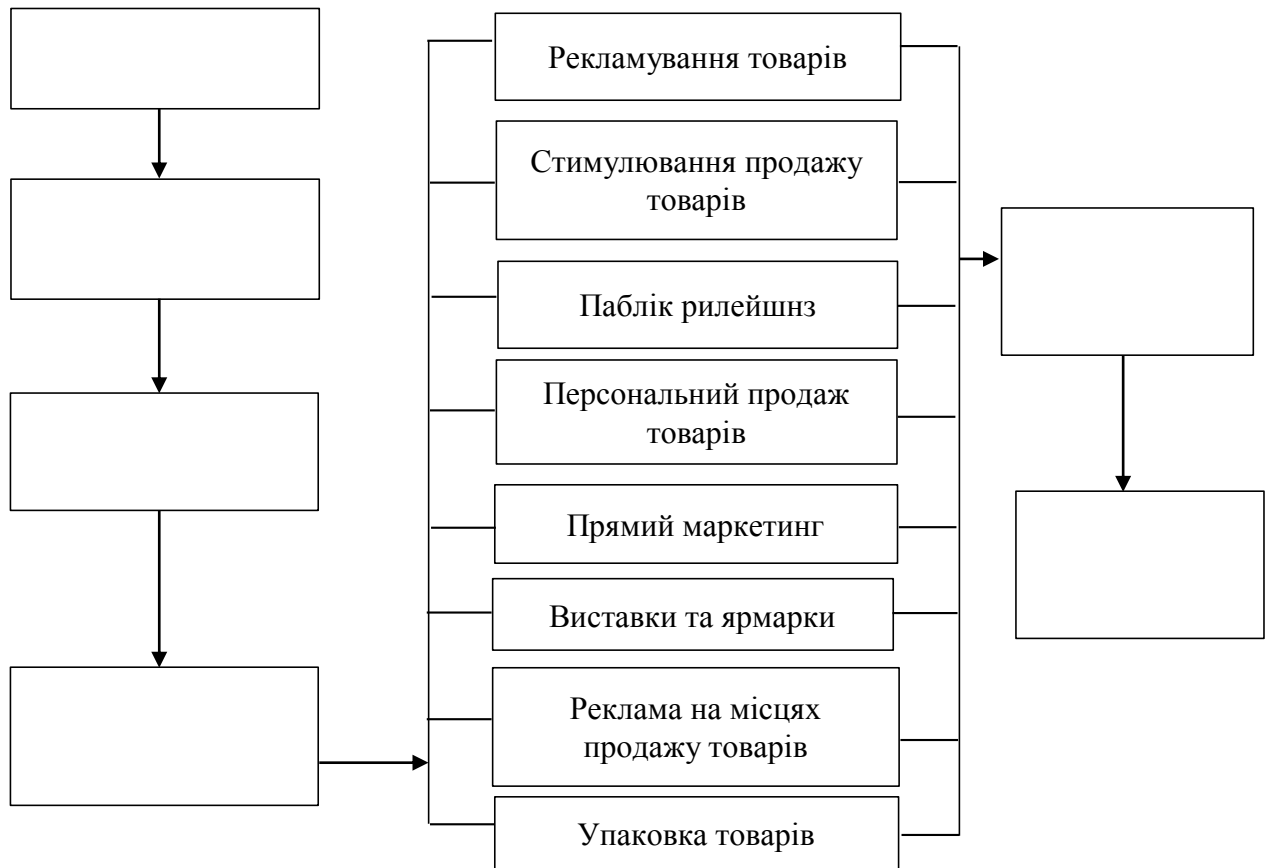 Рекламування товарів
Стимулювання продажу
товарів
Паблік рилейшнз
Персональний продаж
товарів
Прямий маркетинг
Виставки та ярмарки
Реклама на місцях
продажу товарів
Упаковка товарів